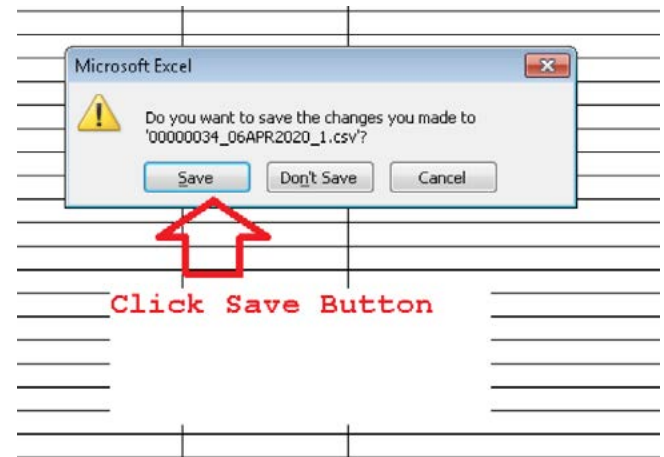 Microsoft Excel
Do you want to save the changes you made to
'00000034_06APR2020_1.csv'?
Save Don't Save Cancel
Click Save Button